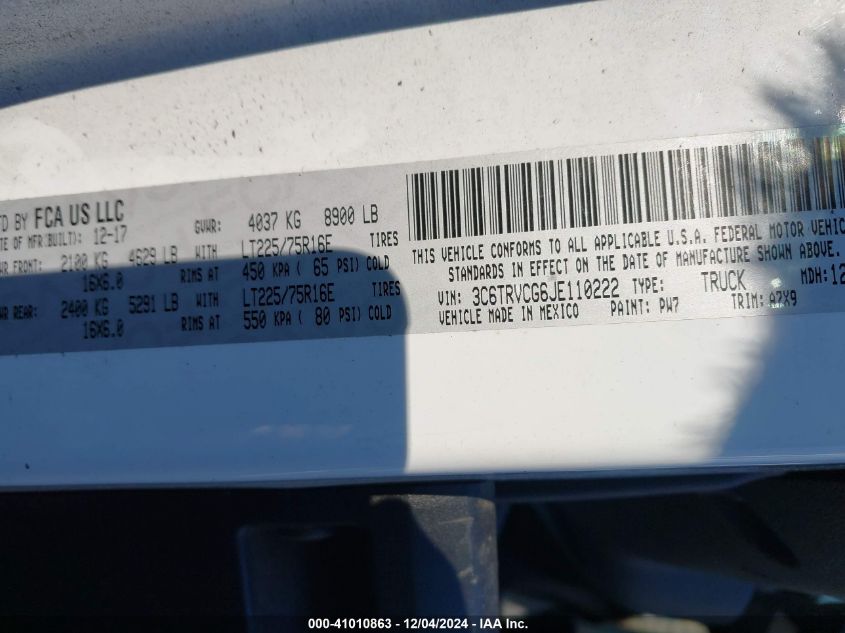 FCA US LLC
DATE OF MFR(BUILT): 12-17 GVWR: 4037 KG 8900 LB
FRONT: 2100 KG 4629 LB WITH LT225/75R16E TIRES
16X6.0 RIMS AT 450 KPA ( 65 PSI) COLD
REAR: 2400 KG 5291 LB WITH LT225/75R16E TIRES
16X6.0 RIMS AT 550 KPA ( 80 PSI) COLD
THIS VEHICLE CONFORMS TO ALL APPLICABLE U.S.A. FEDERAL MOTOR
STANDARDS IN EFFECT ON THE DATE OF MANUFACTURE SHOWN ABOVE.
VIN: 3C6TRVCG6JE110222 TYPE: TRUCK MDH: 12
VEHICLE MADE IN MEXICO PAINT: PW7 TRIM: A7X9
000-41010863 - 12/04/2024 - IAA Inc.